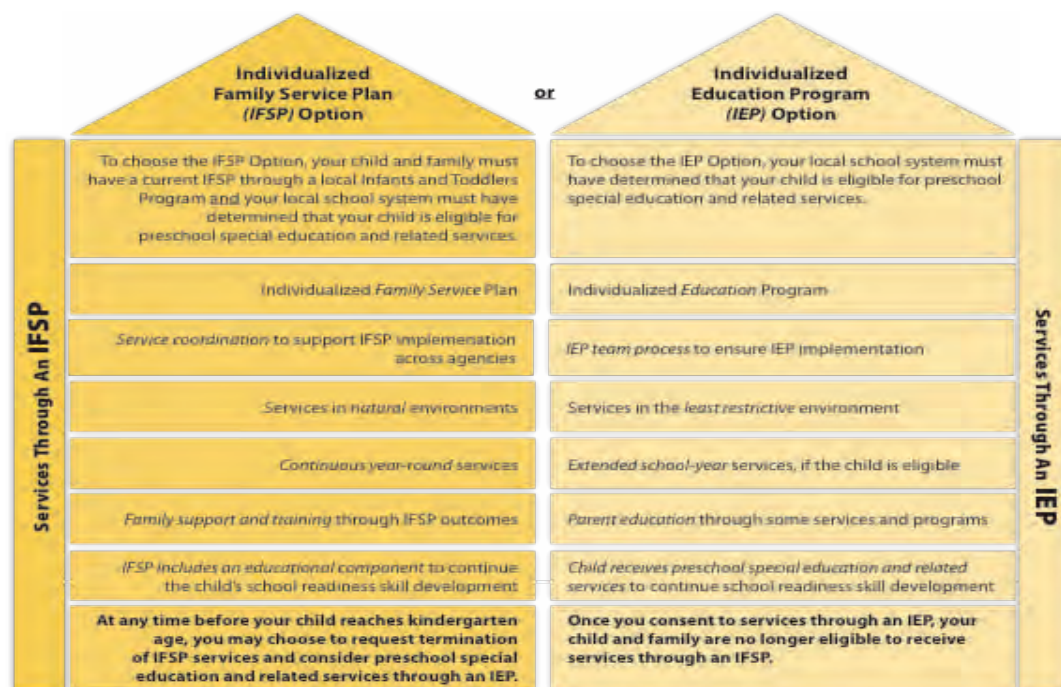 Individualized
Family Service Plan
(IFSP) Option
or
Individualized
Education Program
(IEP) Option
Services Through An IFSP
To choose the IFSP Option, your child and family must
have a current IFSP through a local Infants and Toddlers
Program and your local school system must have
determined that your child is eligible for
preschool special education and related services.
To choose the IEP Option, your local school system must
have determined that your child is eligible for preschool
special education and related services.
Individualized Family Service Plan
Individualized Education Program
Service coordination to support IFSP implemenation
across agencies
IEP team process to ensure IEP implementation
Services in natural environments
Services in the least restrictive environment
Continuous year-round services
Extended school-year services, if the child is eligible
Family support and training through IFSP outcomes
Parent education through some services and programs
IFSP includes an educational component to continue
the child's school readiness skill development
Child receives preschool special education and related
services to continue school readiness skill development
At any time before your child reaches kindergarten
age, you may choose to request termination
of IFSP services and consider preschool special
education and related services through an IEP.
Once you consent to services through an IEP, your
child and family are no longer eligible to receive
services through an IFSP.
Services Through An IEP